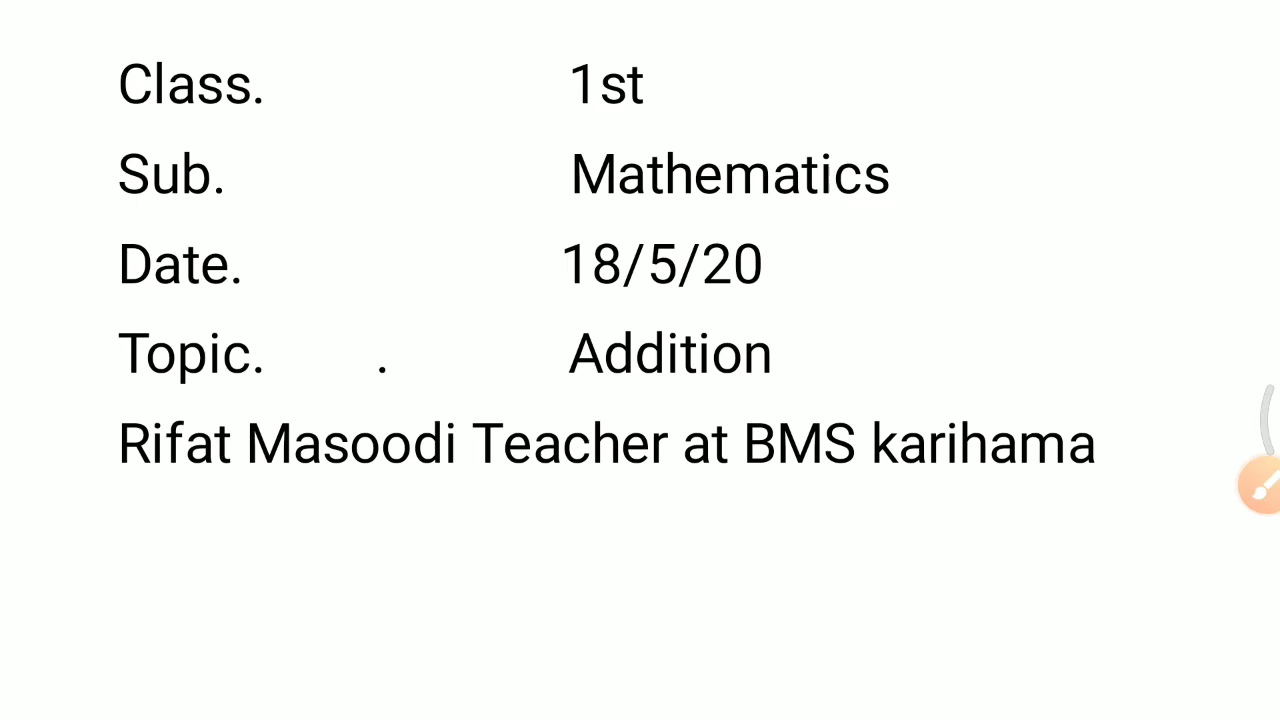 Class. 1st
Sub. Mathematics
Date. 18/5/20
Topic. . Addition
Rifat Masoodi Teacher at BMS karihama